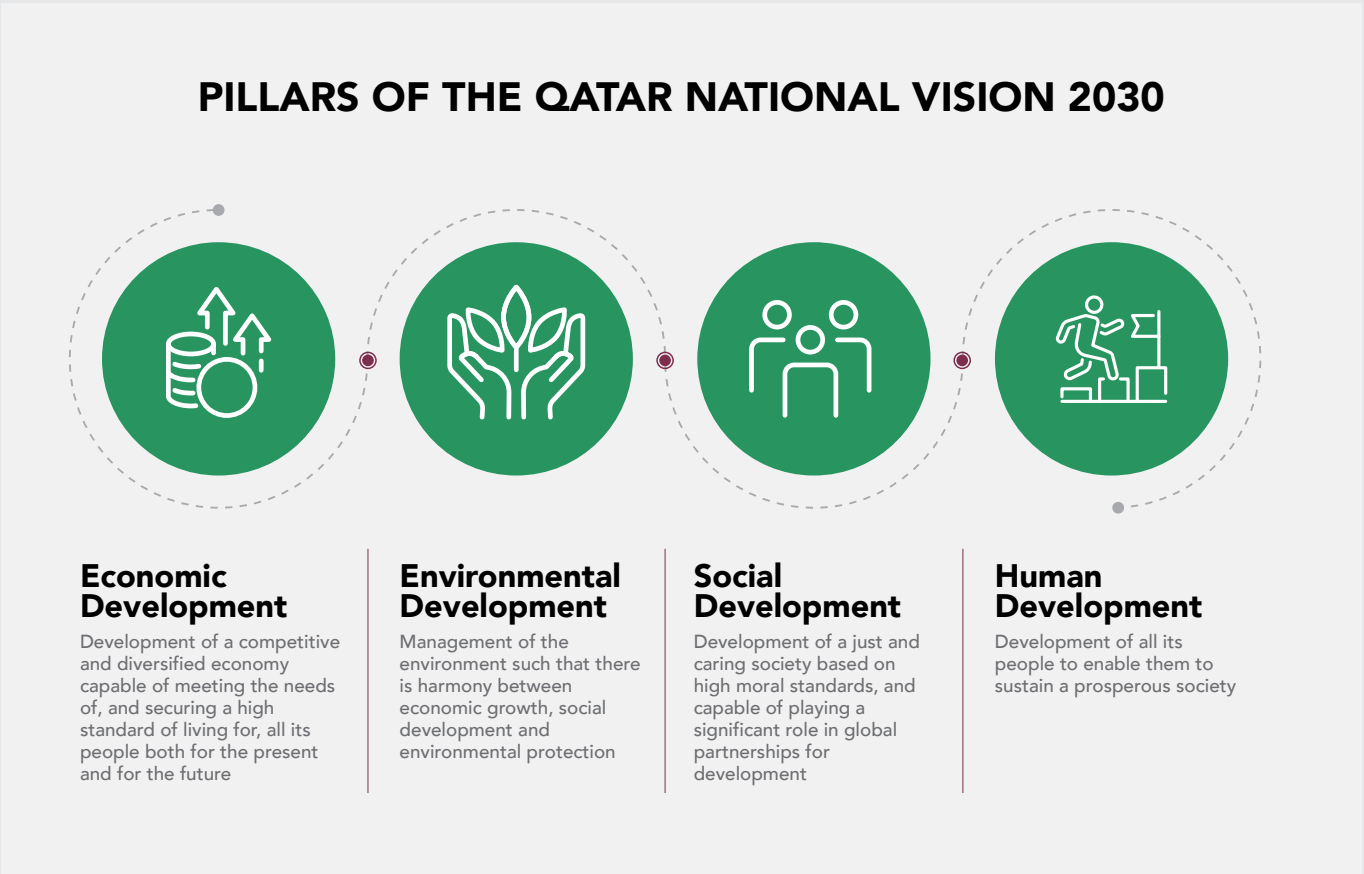 PILLARS OF THE QATAR NATIONAL VISION 2030
Economic
Development
Development of a competitive
and diversified economy
capable of meeting the needs
of, and securing a high
standard of living for, all its
people both for the present
and for the future
Environmental
Development
Management of the
environment such that there
is harmony between
economic growth, social
development and
environmental protection
Social
Development
Development of a just and
caring society based on
high moral standards, and
capable of playing a
significant role in global
partnerships for
development
Human
Development
Development of all its
people to enable them to
sustain a prosperous society